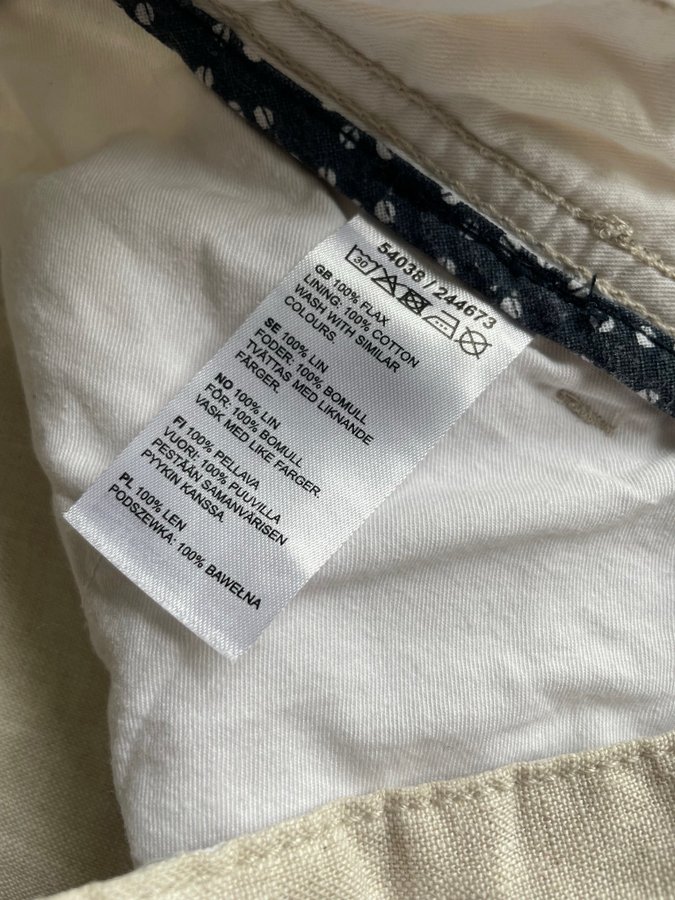 54038 / 244673
30
GB 100% FLAX
LINING: 100% COTTON
WASH WITH SIMILAR
COLOURS.
SE 100% LIN
FODER: 100% BOMULL
TVÄTTAS MED LIKNANDE
FÄRGER.
NO 100% LIN
FÔR: 100% BOMULL
VASK MED LIKE FARGER.
FI 100% PELLAVA
VUORI: 100% PUUVILLA
PESTÄÄN SAMANVÄRISEN
PYYKIN KANSSA.
PL 100% LEN
PODSZEWKA: 100% BAWEŁNA